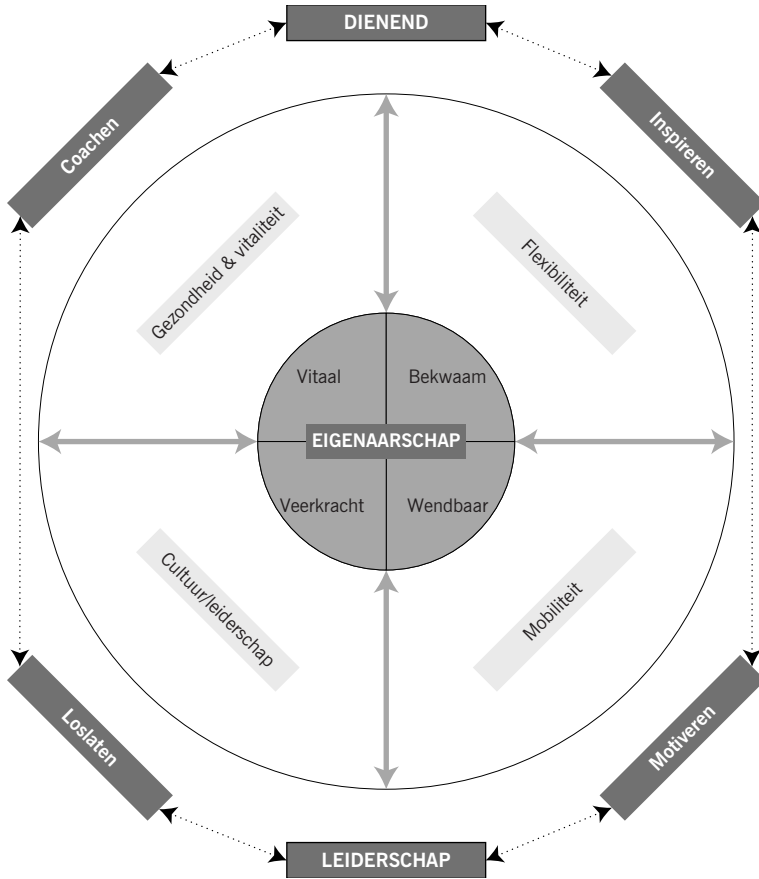 DIENEND
Coachen
Inspireren
Gezondheid & vitaliteit
Flexibiliteit
Vitaal
Bekwaam
EIGENAARSCHAP
Veerkracht
Wendbaar
Cultuur/leiderschap
Mobiliteit
Loslaten
Motiveren
LEIDERSCHAP